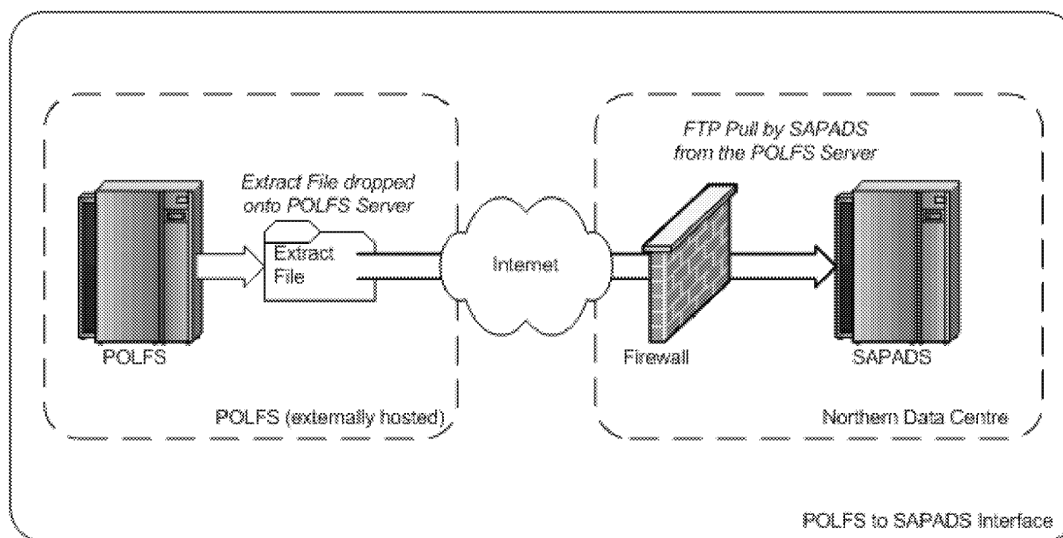 FTP Pull by SAPADS
from the POLFS Server
Extract File dropped
onto POLFS Server
Extract
File
Internet
POLFS
Firewall
SAPADS
POLFS (externally hosted)
Northern Data Centre
POLFS to SAPADS Interface